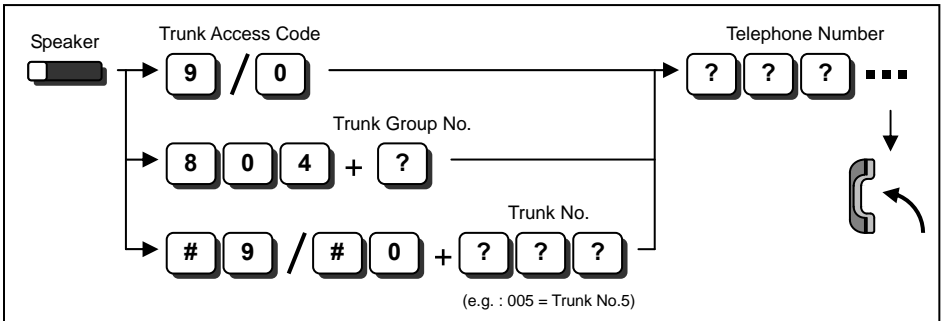 Speaker
Trunk Access Code
Telephone Number
9 / 0
? ? ? ...
Trunk Group No.
8 0 4 + ?
Trunk No.
# 9 / # 0 + ? ? ?
(e.g. : 005 = Trunk No.5)